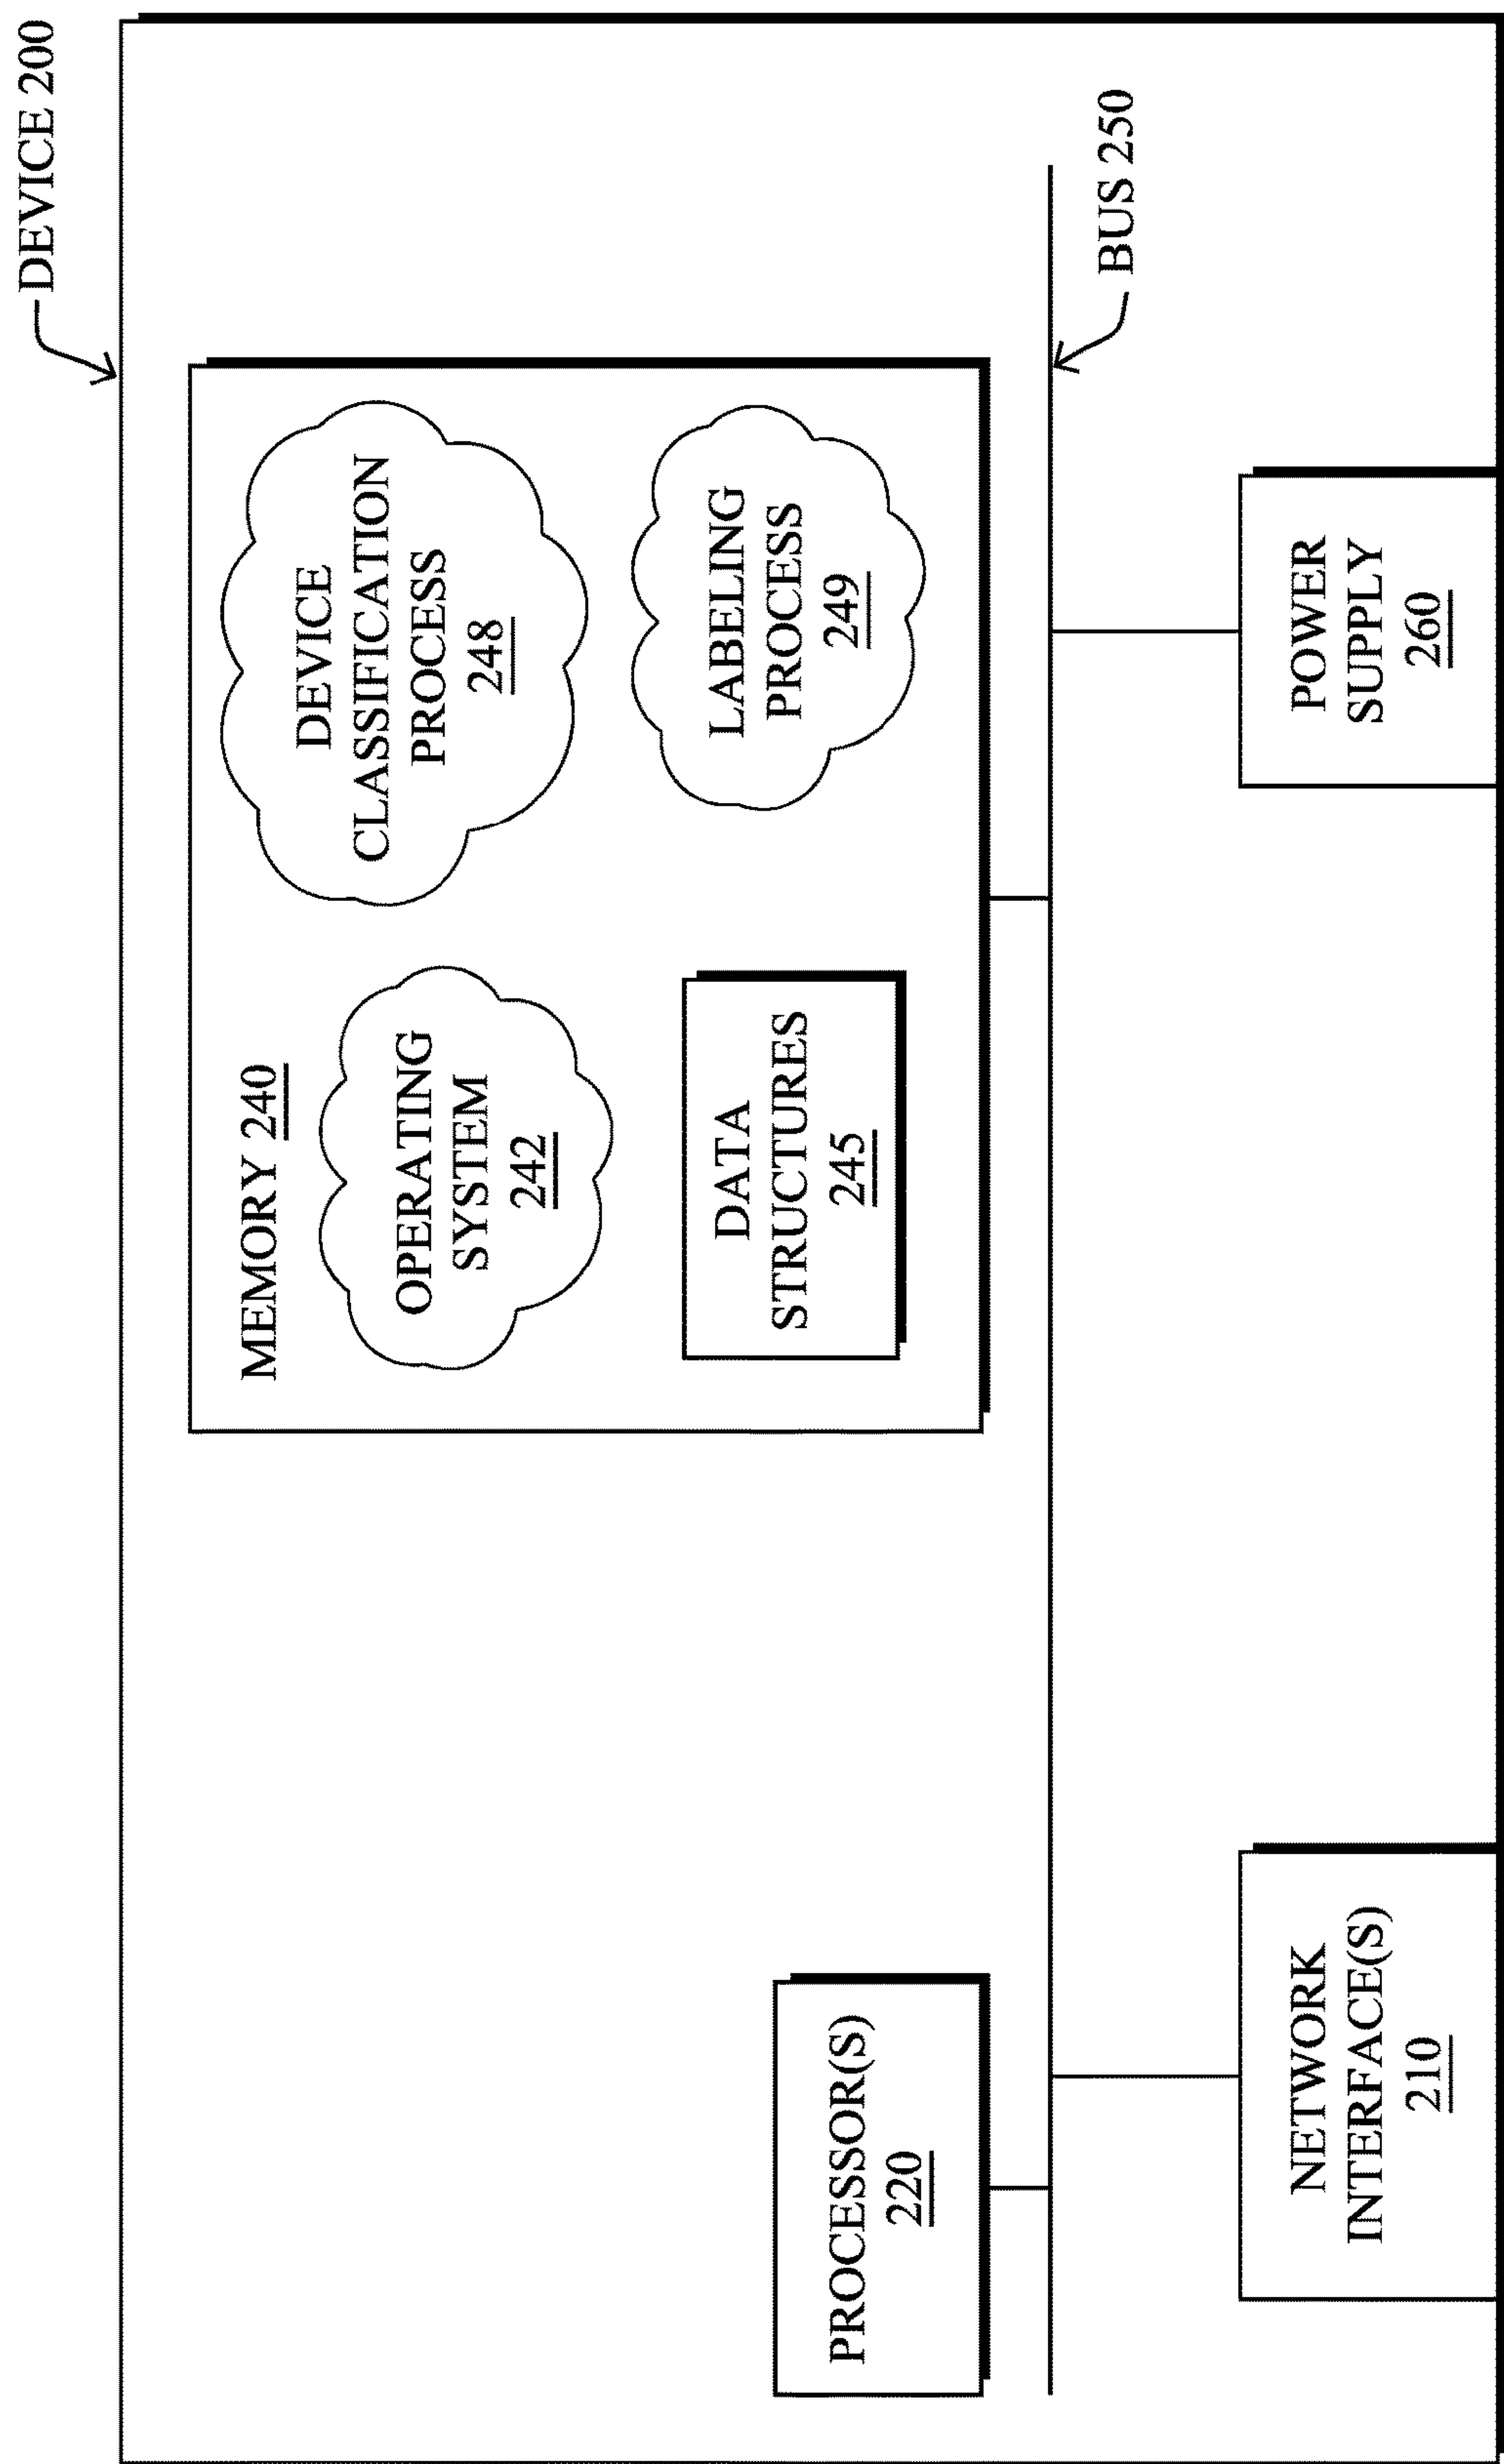 DEVICE 200
MEMORY 240
OPERATING
SYSTEM
242
DEVICE
CLASSIFICATION
PROCESS
248
DATA
STRUCTURES
245
LABELING
PROCESS
249
PROCESSOR(S)
220
BUS 250
NETWORK
INTERFACE(S)
210
POWER
SUPPLY
260